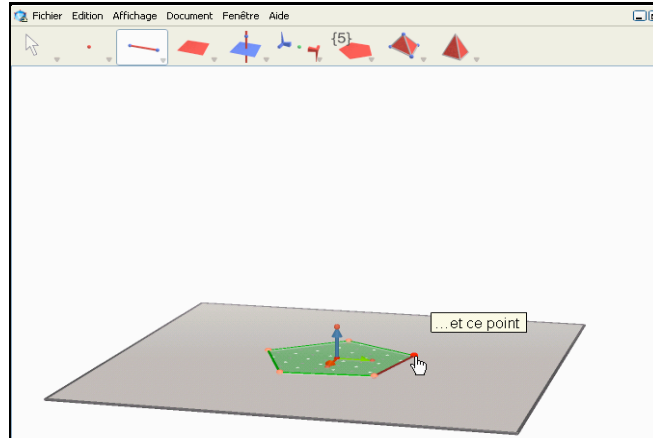 Fichier Edition Affichage Document Fenêtre Aide
{5}
...et ce point